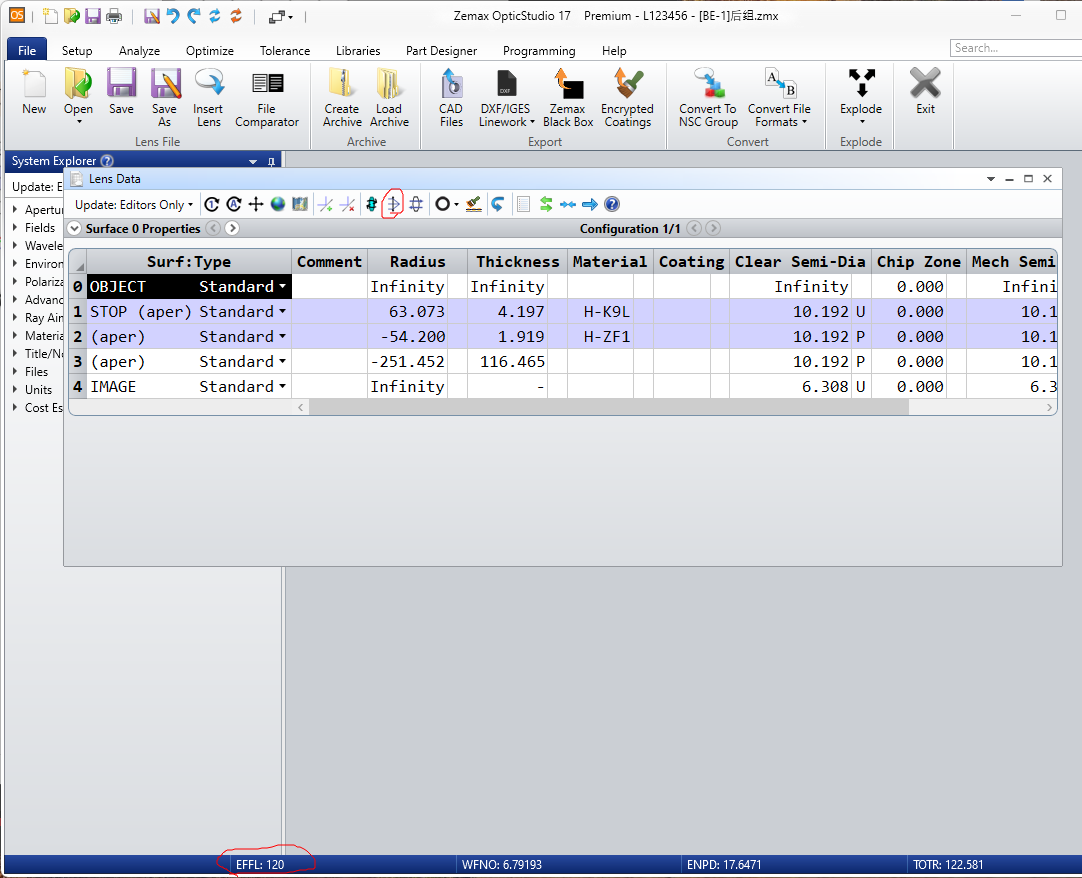 OS Zemax OpticStudio 17 Premium - L123456 - [BE-1]后组.zmx
File Setup Analyze Optimize Tolerance Libraries Part Designer Programming Help Search...
New Open Save Save As Insert Lens File Comparator Create Archive Load Archive CAD Files DXF/IGES Linework Zemax Black Box Encrypted Coatings Convert To NSC Group Convert File Formats Explode Exit
Lens File Archive Export Convert Explode
System Explorer
Update: E
Lens Data
Update: Editors Only
Surface 0 Properties Configuration 1/1
Apertu
Fields
Wavele
Environ
Polariza
Advanc
Ray Ain
Materia
Title/No
Files
Units
Cost Es
Surf:Type Comment Radius Thickness Material Coating Clear Semi-Dia Chip Zone Mech Semi
0 OBJECT Standard Infinity Infinity Infinity 0.000 Infini
1 STOP (aper) Standard 63.073 4.197 H-K9L 10.192 U 0.000 10.1
2 (aper) Standard -54.200 1.919 H-ZF1 10.192 P 0.000 10.1
3 (aper) Standard -251.452 116.465 10.192 P 0.000 10.1
4 IMAGE Standard Infinity - 6.308 U 0.000 6.3
EFFL: 120 WFNO: 6.79193 ENPD: 17.6471 TOTR: 122.581